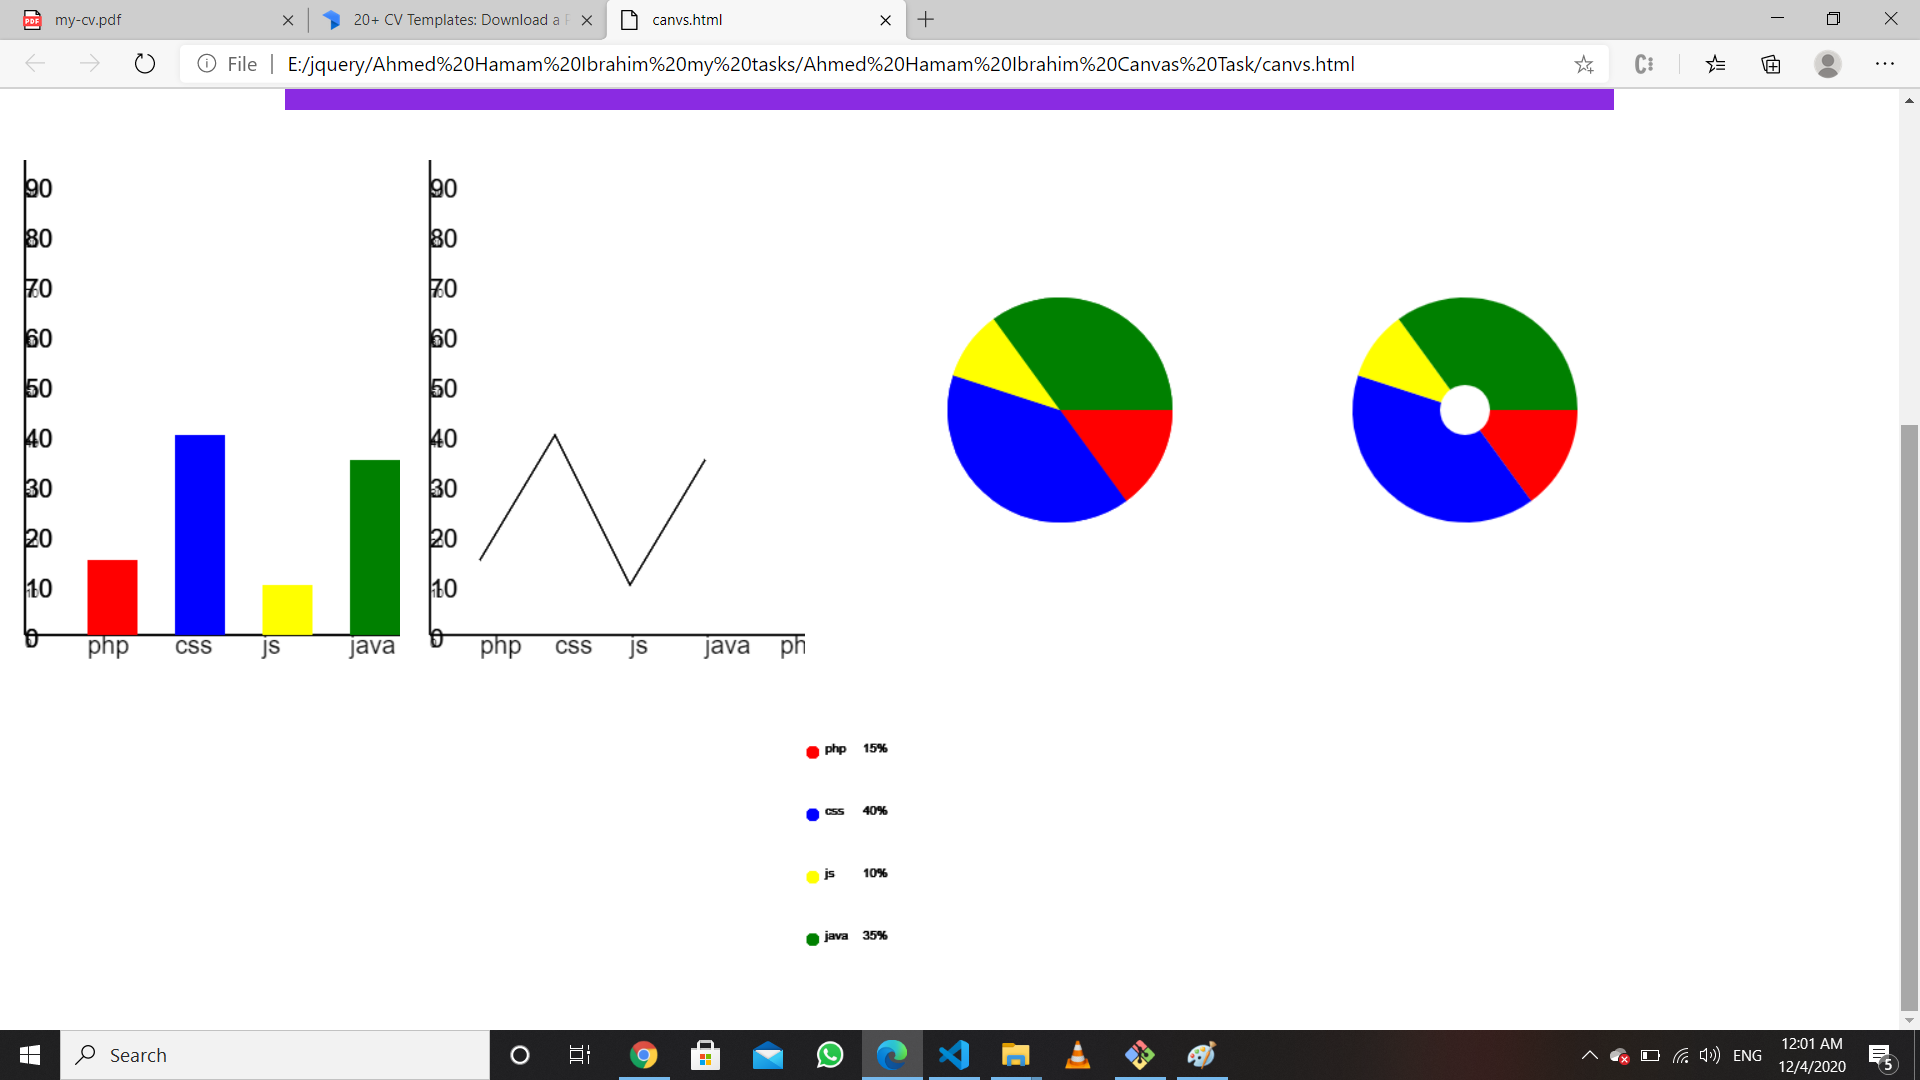 my-cv.pdf
20+ CV Templates: Download a
canvs.html
File
E:/jquery/Ahmed%20Hamam%20Ibrahim%20my%20tasks/Ahmed%20Hamam%20Ibrahim%20Canvas%20Task/canvs.html
90
80
70
60
50
40
30
20
10
0
php css js java
90
80
70
60
50
40
30
20
10
0
php css js java ph
php 15%
css 40%
js 10%
java 35%
Search
ENG
12:01 AM
12/4/2020
5